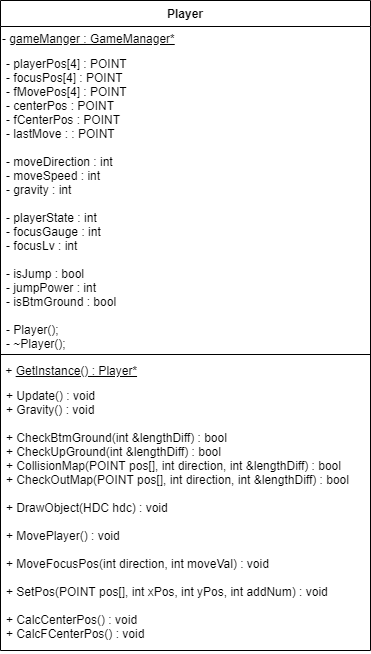 Player
- gameManger : GameManager*
- playerPos[4] : POINT
- focusPos[4] : POINT
- fMovePos[4] : POINT
- centerPos : POINT
- fCenterPos : POINT
- lastMove : : POINT
- moveDirection : int
- moveSpeed : int
- gravity : int
- playerState : int
- focusGauge : int
- focusLv : int
- isJump : bool
- jumpPower : int
- isBtmGround : bool
- Player();
- ~Player();
+ GetInstance() : Player*
+ Update() : void
+ Gravity() : void
+ CheckBtmGround(int &lengthDiff) : bool
+ CheckUpGround(int &lengthDiff) : bool
+ CollisionMap(POINT pos[], int direction, int &lengthDiff) : bool
+ CheckOutMap(POINT pos[], int direction, int &lengthDiff) : bool
+ DrawObject(HDC hdc) : void
+ MovePlayer() : void
+ MoveFocusPos(int direction, int moveVal) : void
+ SetPos(POINT pos[], int xPos, int yPos, int addNum) : void
+ CalcCenterPos() : void
+ CalcFCenterPos() : void